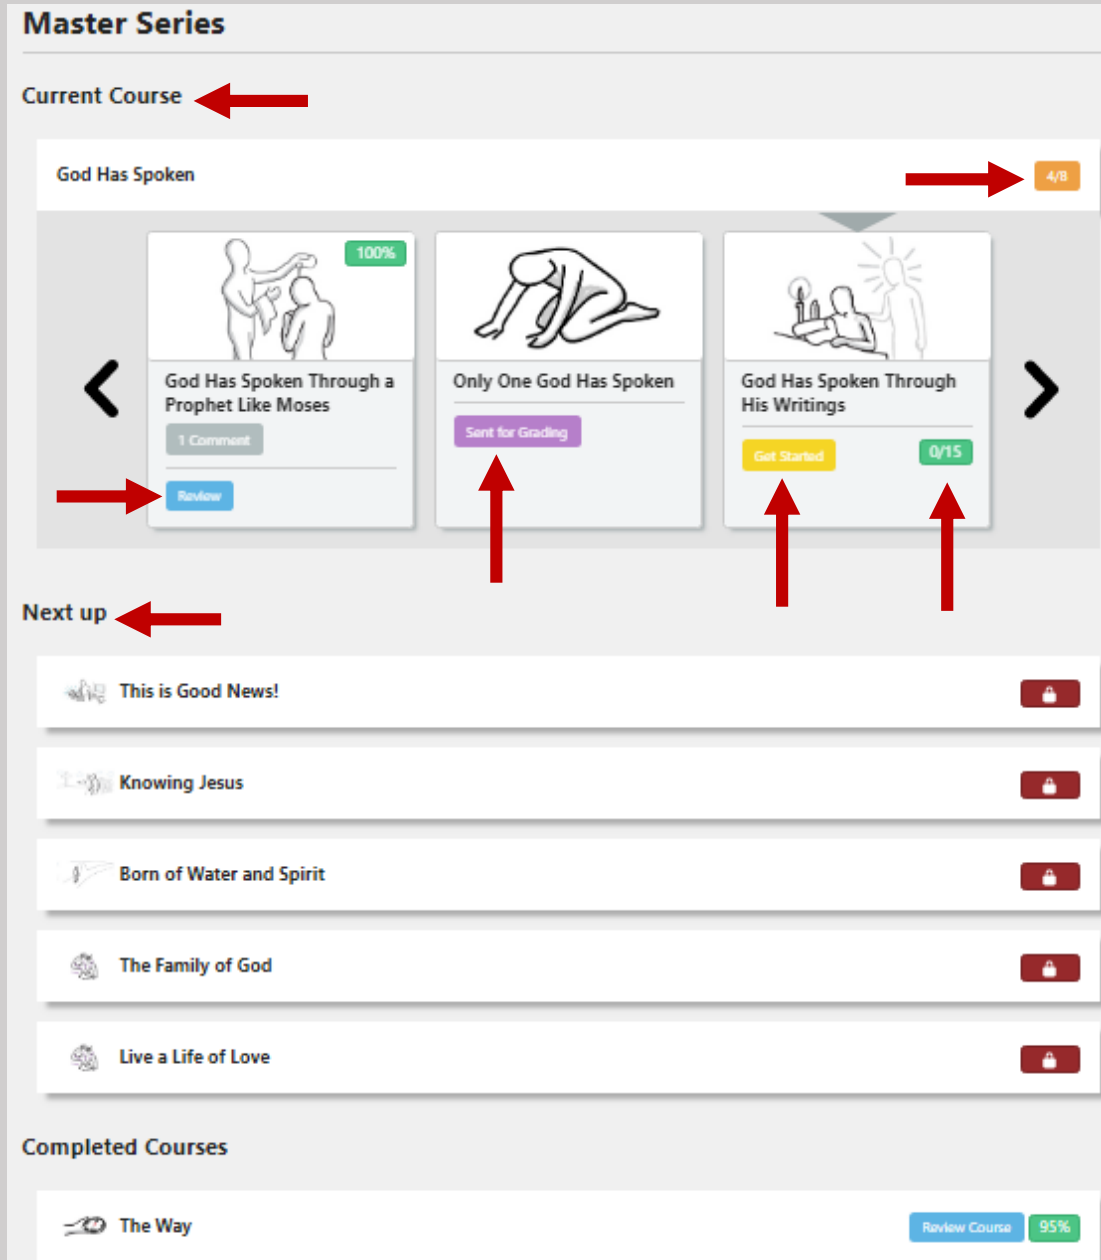 Master Series
Current Course
God Has Spoken
4/8
100%
God Has Spoken Through a
Prophet Like Moses
1 Comment
Review
Only One God Has Spoken
Sent for Grading
God Has Spoken Through
His Writings
Get Started
0/15
Next up
This is Good News!
Knowing Jesus
Born of Water and Spirit
The Family of God
Live a Life of Love
Completed Courses
The Way
Review Course
95%